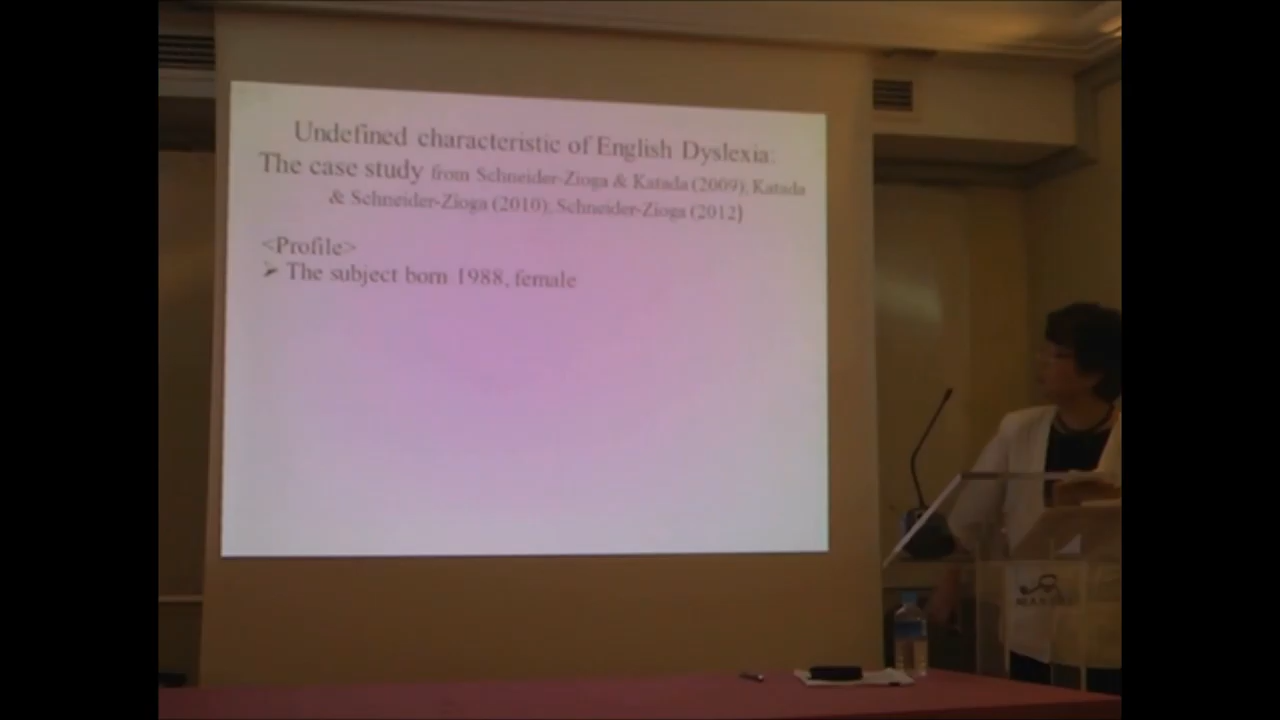 Undefined characteristic of English Dyslexia:
The case study from Schneider-Zioga & Katada (2009), Katada
& Schneider-Zioga (2010), Schneider-Zioga (2012)
<Profile>
➤ The subject born 1988, female